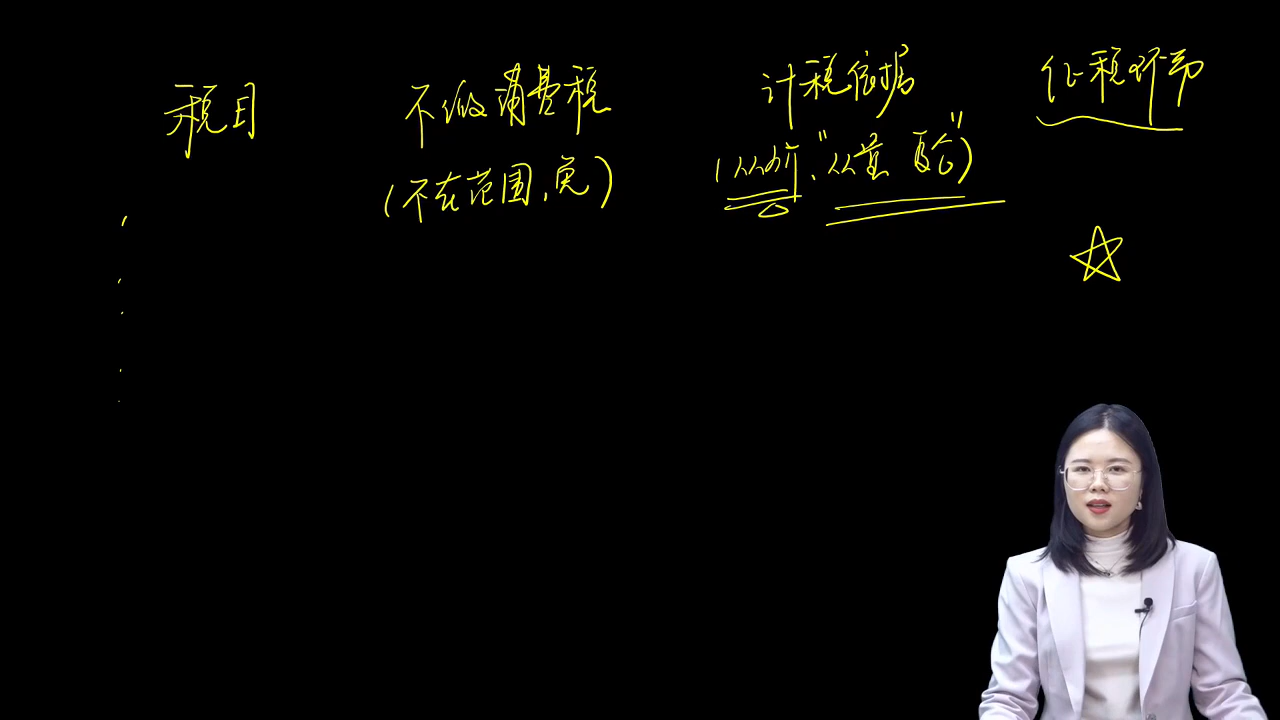 税目
不缴消费税
(不在范围、免)
计税依据
(从价、"从量 复合")
征税环节